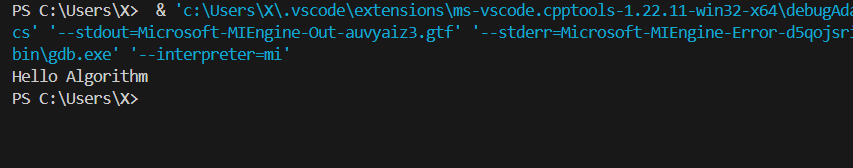 PS C:\Users\X>  & 'c:\Users\X\.vscode\extensions\ms-vscode.cpptools-1.22.11-win32-x64\debugAda
cs' '--stdout=Microsoft-MIEngine-Out-auvyaiz3.gtf' '--stderr=Microsoft-MIEngine-Error-d5qojsri
bin\gdb.exe' '--interpreter=mi'
Hello Algorithm
PS C:\Users\X>